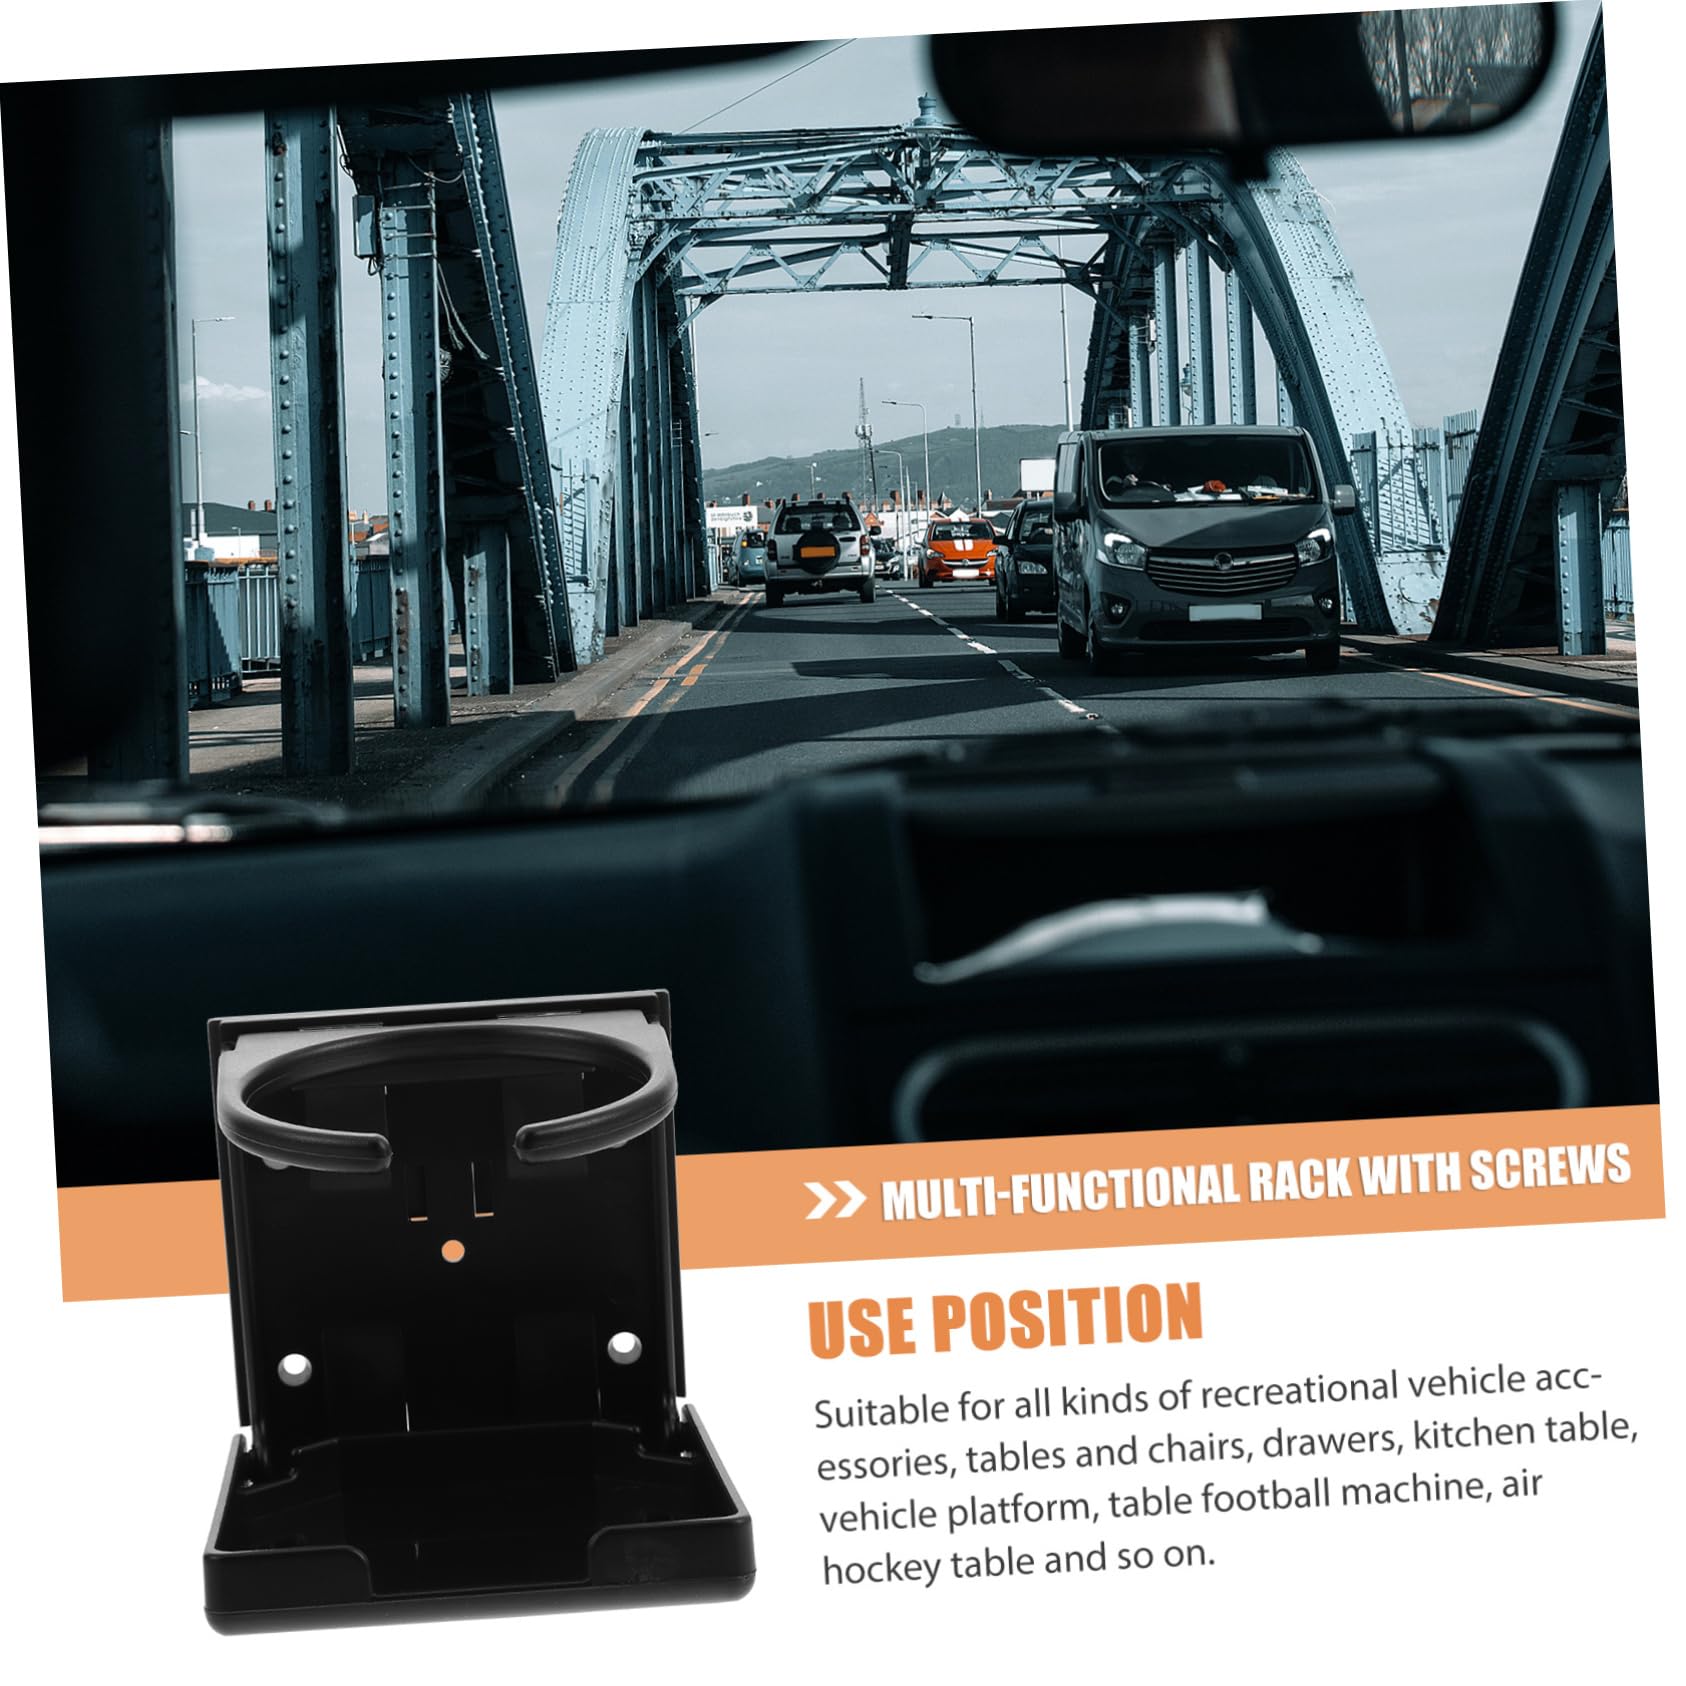 MULTI-FUNCTIONAL RACK WITH SCREWS
USE POSITION
Suitable for all kinds of recreational vehicle acc-
essories, tables and chairs, drawers, kitchen table,
vehicle platform, table football machine, air
hockey table and so on.